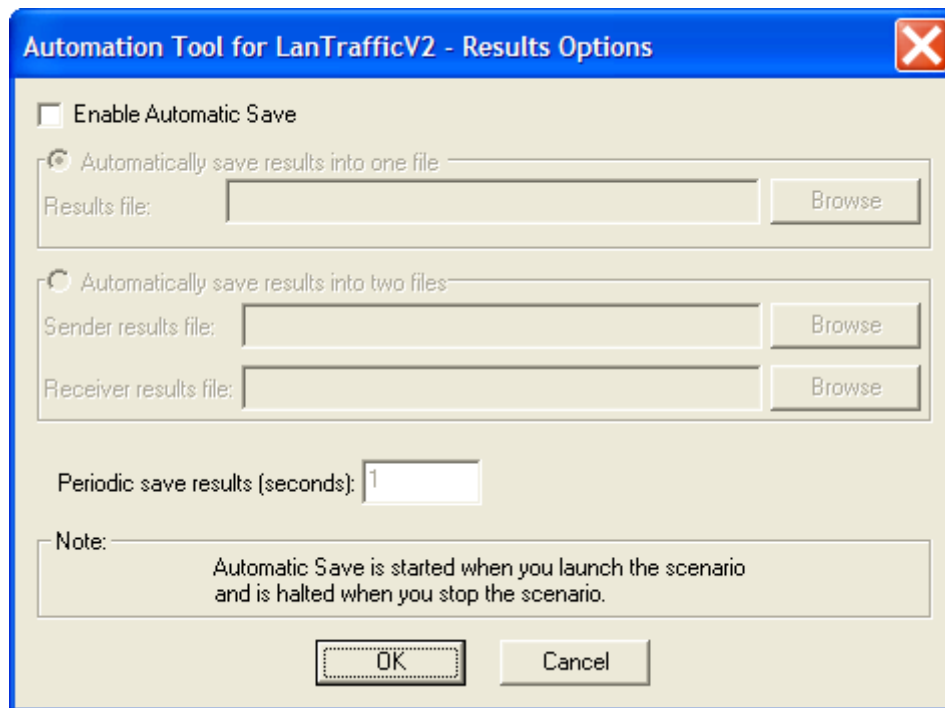 Automation Tool for LanTrafficV2 - Results Options
Enable Automatic Save
Automatically save results into one file
Results file:
Browse
Automatically save results into two files
Sender results file:
Browse
Receiver results file:
Browse
Periodic save results (seconds): 1
Note:
Automatic Save is started when you launch the scenario
and is halted when you stop the scenario.
OK
Cancel